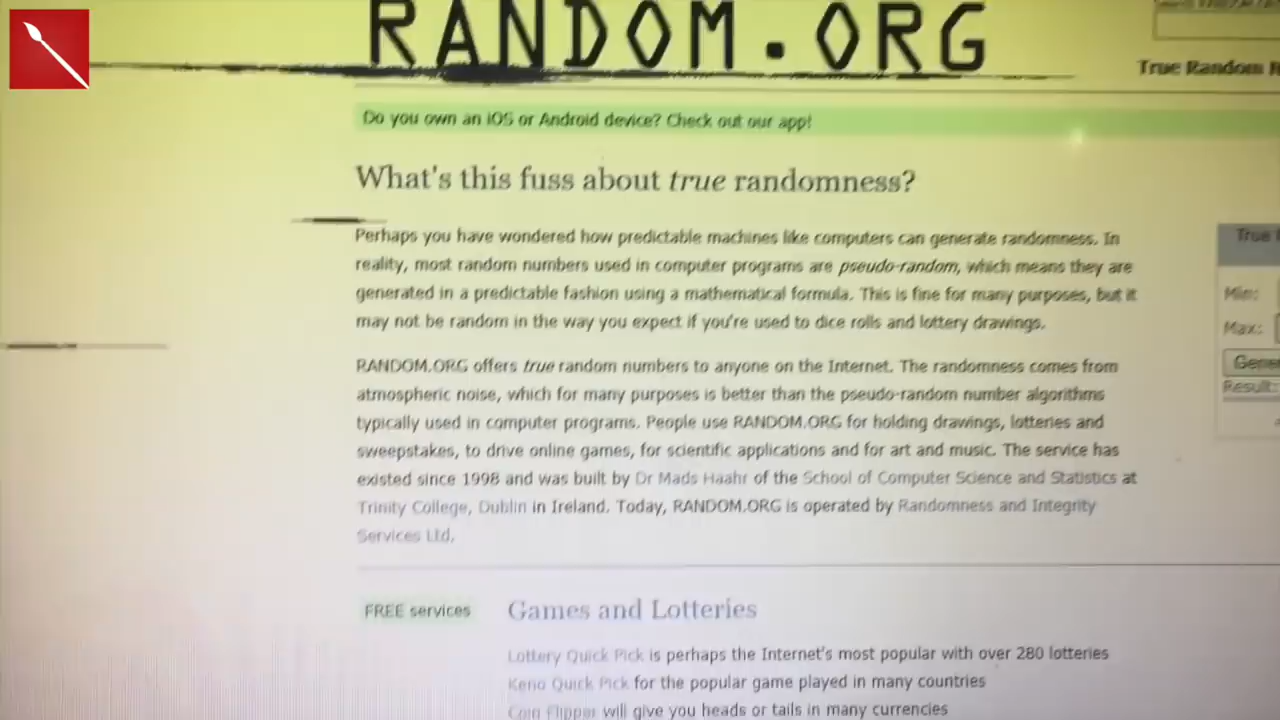 RANDOM.ORG
True Random
Do you own an iOS or Android device? Check out our app!
What's this fuss about true randomness?
Perhaps you have wondered how predictable machines like computers can generate randomness. In
reality, most random numbers used in computer programs are pseudo-random, which means they are
generated in a predictable fashion using a mathematical formula. This is fine for many purposes, but it
may not be random in the way you expect if you're used to dice rolls and lottery drawings.
RANDOM.ORG offers true random numbers to anyone on the Internet. The randomness comes from
atmospheric noise, which for many purposes is better than the pseudo-random number algorithms
typically used in computer programs. People use RANDOM.ORG for holding drawings, lotteries and
sweepstakes, to drive online games, for scientific applications and for art and music. The service has
existed since 1998 and was built by Dr Mads Haahr of the School of Computer Science and Statistics at
Trinity College, Dublin in Ireland. Today, RANDOM.ORG is operated by Randomness and Integrity
Services Ltd.
True
Min:
Max:
Result:
FREE services
Games and Lotteries
Lottery Quick Pick is perhaps the Internet's most popular with over 280 lotteries
Keno Quick Pick for the popular game played in many countries
Coin Flipper will give you heads or tails in many currencies